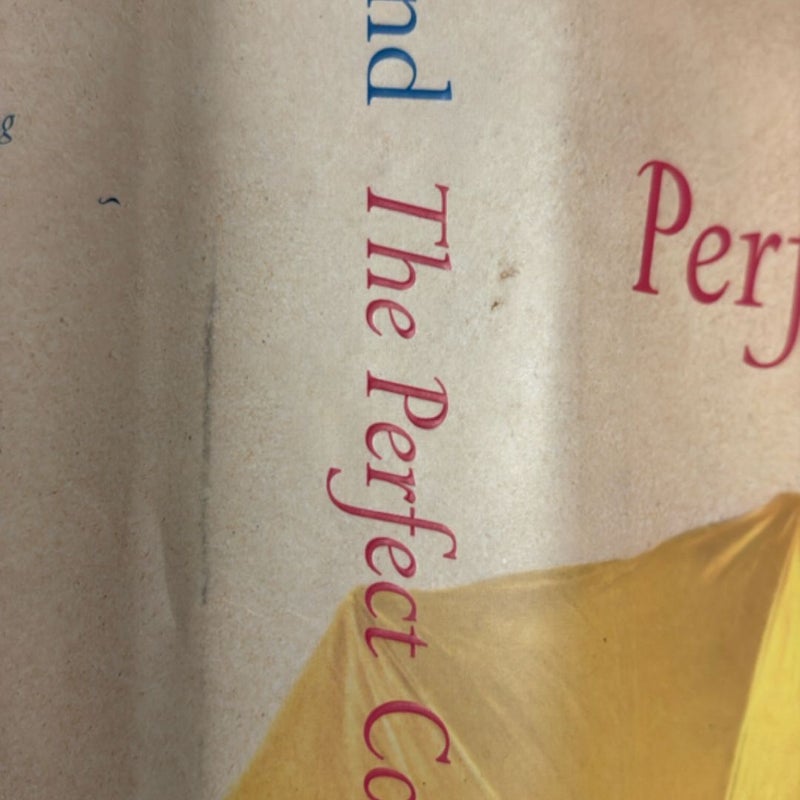 nd The Perfect Co
Perf
g